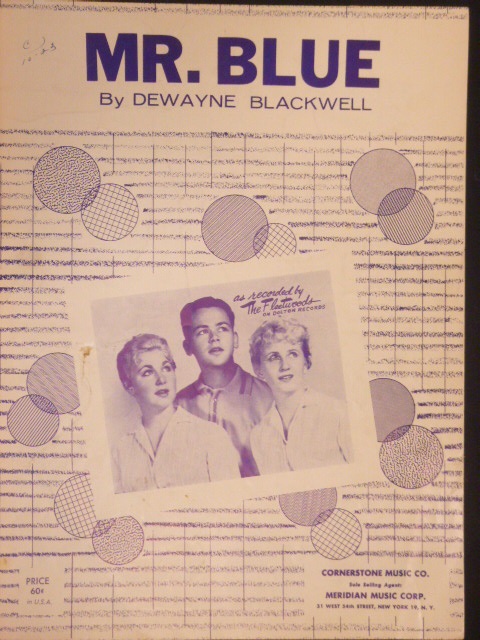 MR. BLUE
By DEWAYNE BLACKWELL
as recorded by
The Fleetwoods
ON DOLTON RECORDS
PRICE
60¢
in U.S.A.
CORNERSTONE MUSIC CO.
Sole Selling Agent:
MERIDIAN MUSIC CORP.
31 WEST 54th STREET, NEW YORK 19, N. Y.